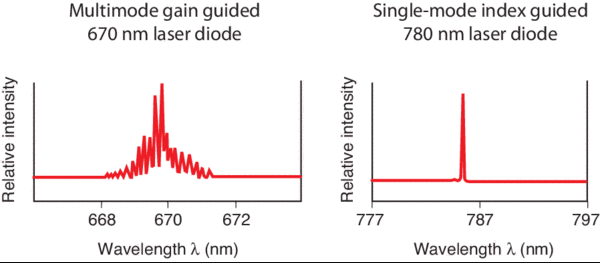 Multimode gain guided
670 nm laser diode
Relative intensity
668 670 672
Wavelength λ (nm)
Single-mode index guided
780 nm laser diode
Relative intensity
777 787 797
Wavelength λ (nm)